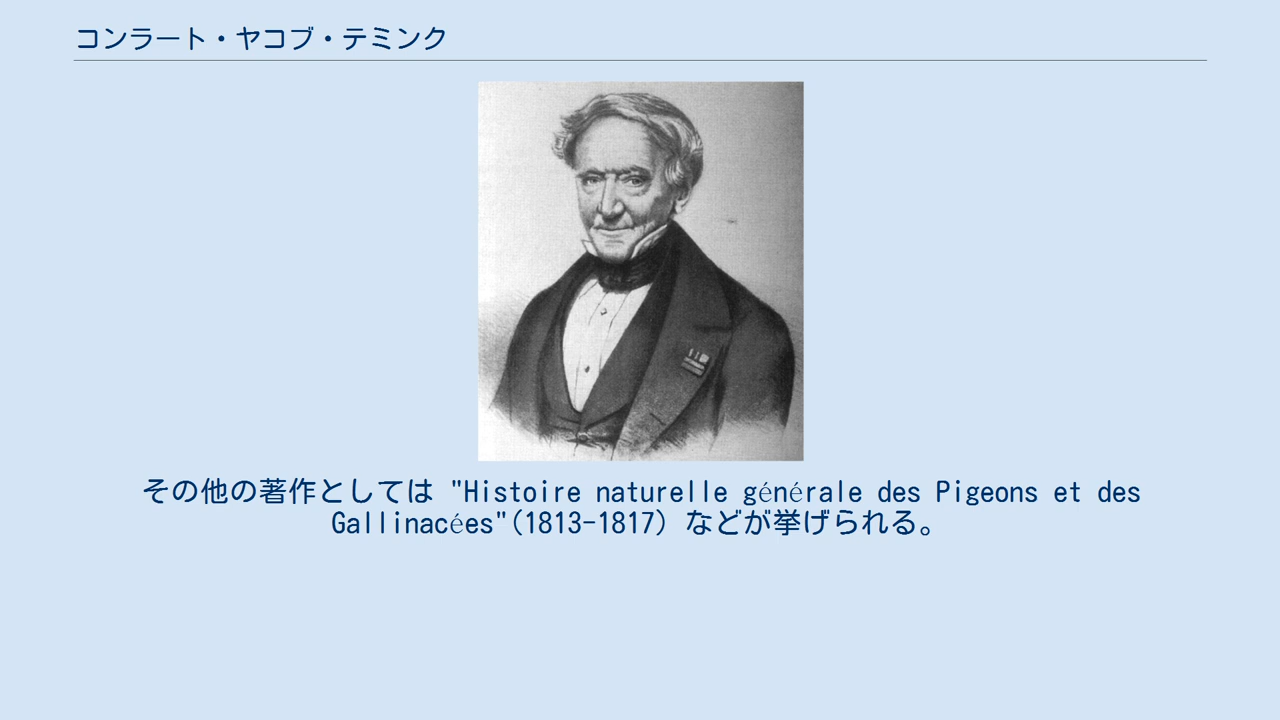 コンラート・ヤコブ・テミンク
その他の著作としては "Histoire naturelle générale des Pigeons et des
Gallinacées"(1813-1817) などが挙げられる。